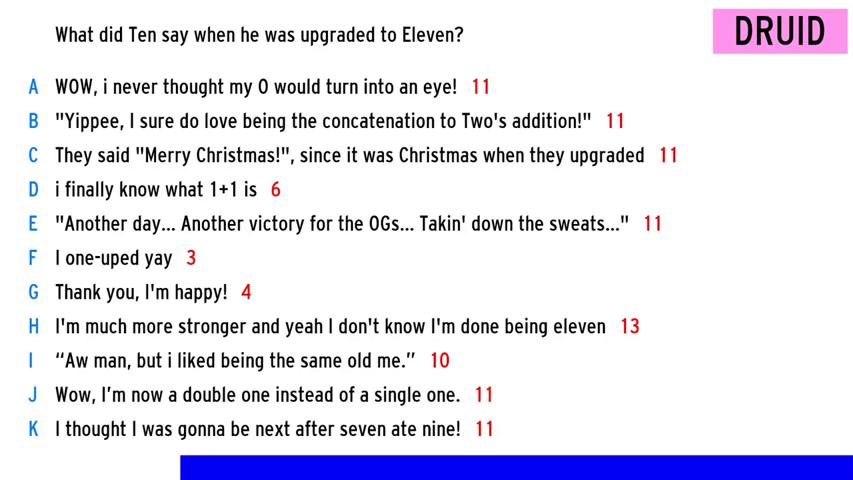 What did Ten say when he was upgraded to Eleven?
DRUID
A WOW, i never thought my 0 would turn into an eye! 11
B "Yippee, I sure do love being the concatenation to Two's addition!" 11
C They said "Merry Christmas!", since it was Christmas when they upgraded 11
D i finally know what 1+1 is 6
E "Another day... Another victory for the OGs... Takin' down the sweats..." 11
F I one-uped yay 3
G Thank you, I'm happy! 4
H I'm much more stronger and yeah I don't know I'm done being eleven 13
I “Aw man, but i liked being the same old me.” 10
J Wow, I’m now a double one instead of a single one. 11
K I thought I was gonna be next after seven ate nine! 11